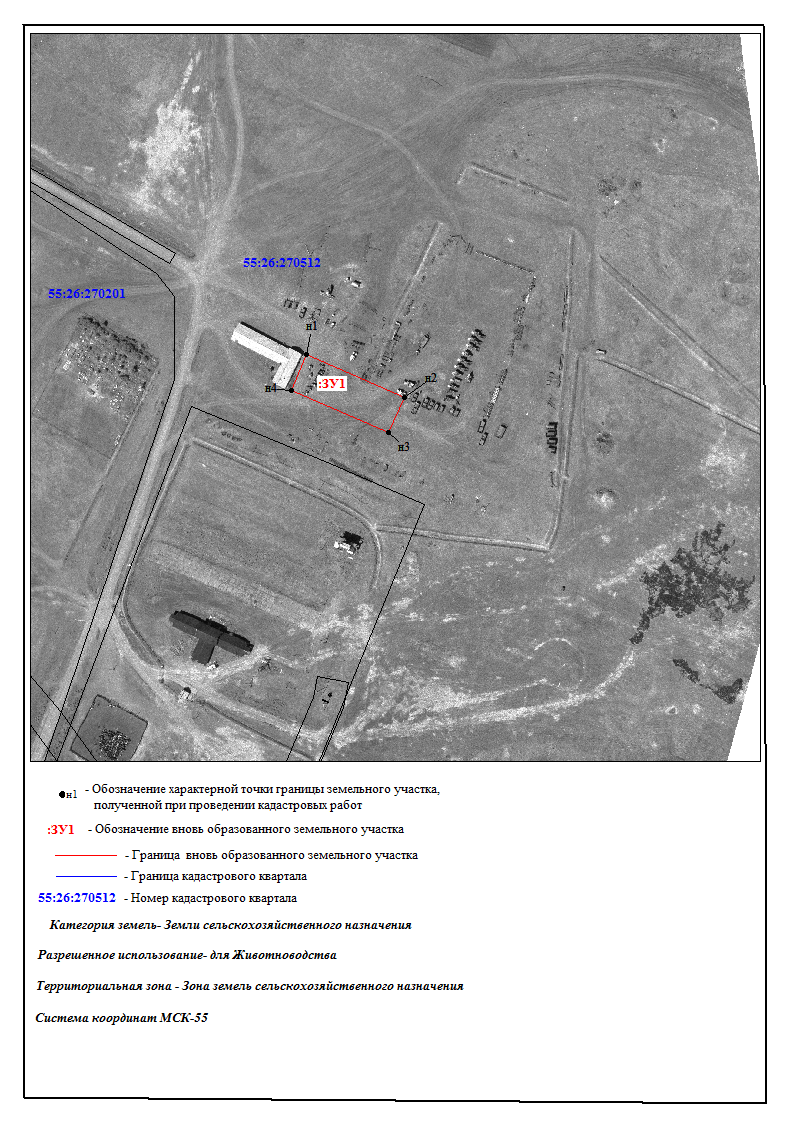 55:26:270512
55:26:270201
н1
:ЗУ1
н2
н4
н3
н1 - Обозначение характерной точки границы земельного участка,
полученной при проведении кадастровых работ
:ЗУ1 - Обозначение вновь образованного земельного участка
- Граница вновь образованного земельного участка
- Граница кадастрового квартала
55:26:270512 - Номер кадастрового квартала
Категория земель- Земли сельскохозяйственного назначения
Разрешенное использование- для Животноводства
Территориальная зона - Зона земель сельскохозяйственного назначения
Система координат МСК-55